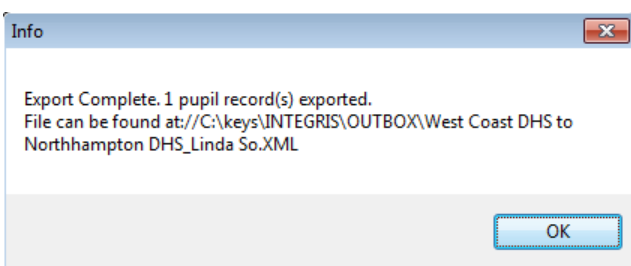 Info
Export Complete. 1 pupil record(s) exported.
File can be found at://C:\keys\INTEGRIS\OUTBOX\West Coast DHS to
Northhampton DHS_Linda So.XML
OK